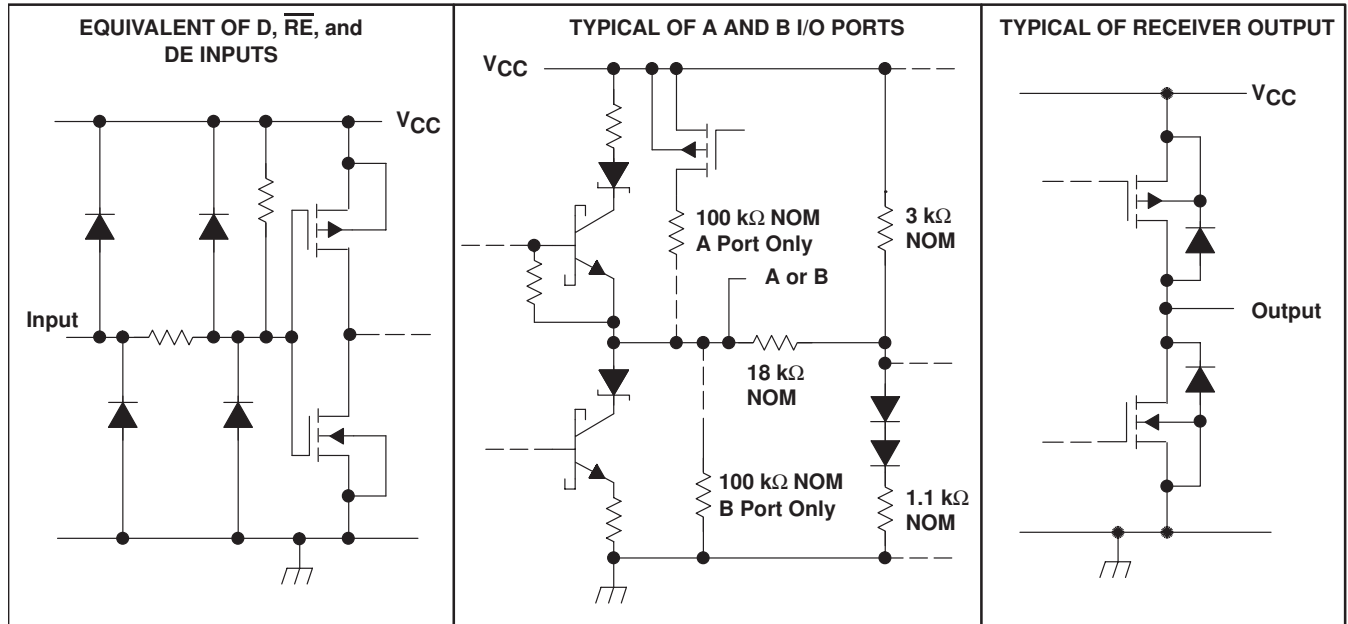 EQUIVALENT OF D, R̅E̅, and
DE INPUTS
VCC
Input
TYPICAL OF A AND B I/O PORTS
VCC
100 kΩ NOM
A Port Only
3 kΩ
NOM
A or B
18 kΩ
NOM
100 kΩ NOM
B Port Only
1.1 kΩ
NOM
TYPICAL OF RECEIVER OUTPUT
VCC
Output